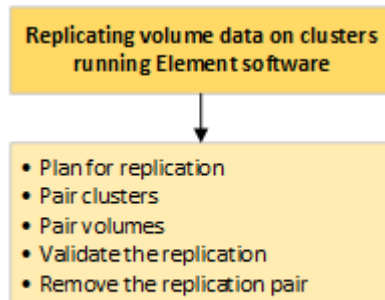 Replicating volume data on clusters
running Element software
• Plan for replication
• Pair clusters
• Pair volumes
• Validate the replication
• Remove the replication pair